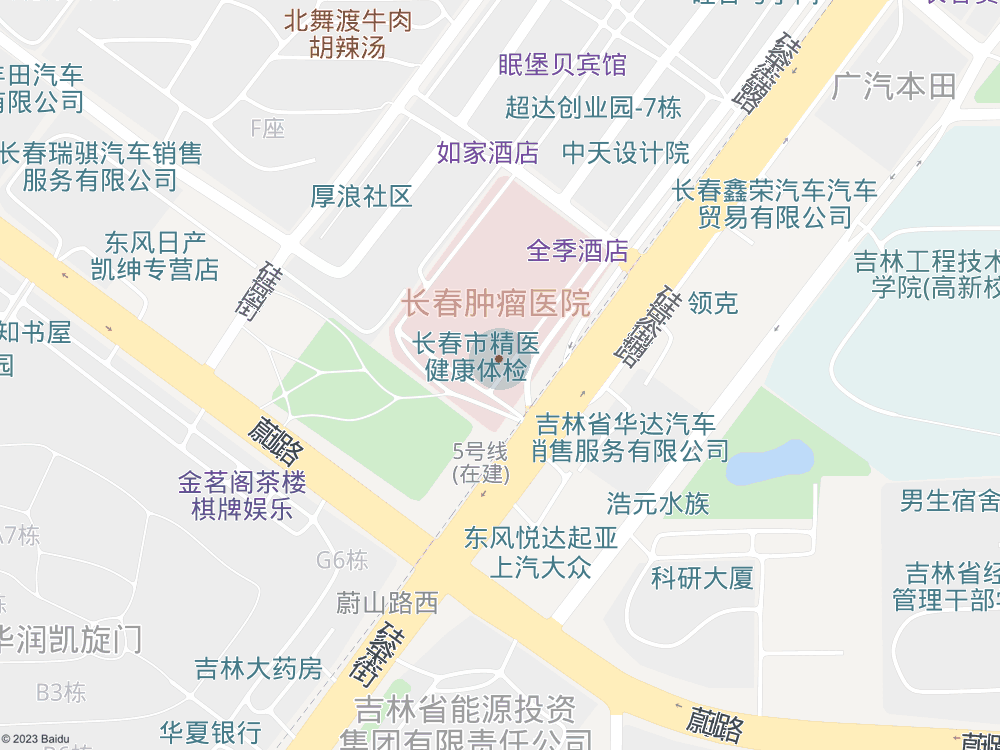 北舞渡牛肉
胡辣汤
眠堡贝宾馆
广汽本田
丰田汽车
有限公司
超达创业园-7栋
F座
如家酒店
中天设计院
长春瑞骐汽车销售
服务有限公司
厚浪社区
长春鑫荣汽车汽车
贸易有限公司
东风日产
凯绅专营店
全季酒店
吉林工程技术
学院(高新校
长春肿瘤医院
领克
知书屋
园
长春市精医
健康体检
吉林省华达汽车
销售服务有限公司
5号线
(在建)
金茗阁茶楼
棋牌娱乐
浩元水族
男生宿舍
A7栋
东风悦达起亚
上汽大众
G6栋
科研大厦
吉林省经
管理干部学
蔚山路西
华润凯旋门
吉林大药房
B3栋
吉林省能源投资
集团有限责任公司
华夏银行
蔚山路
蔚山路
© 2023 Baidu